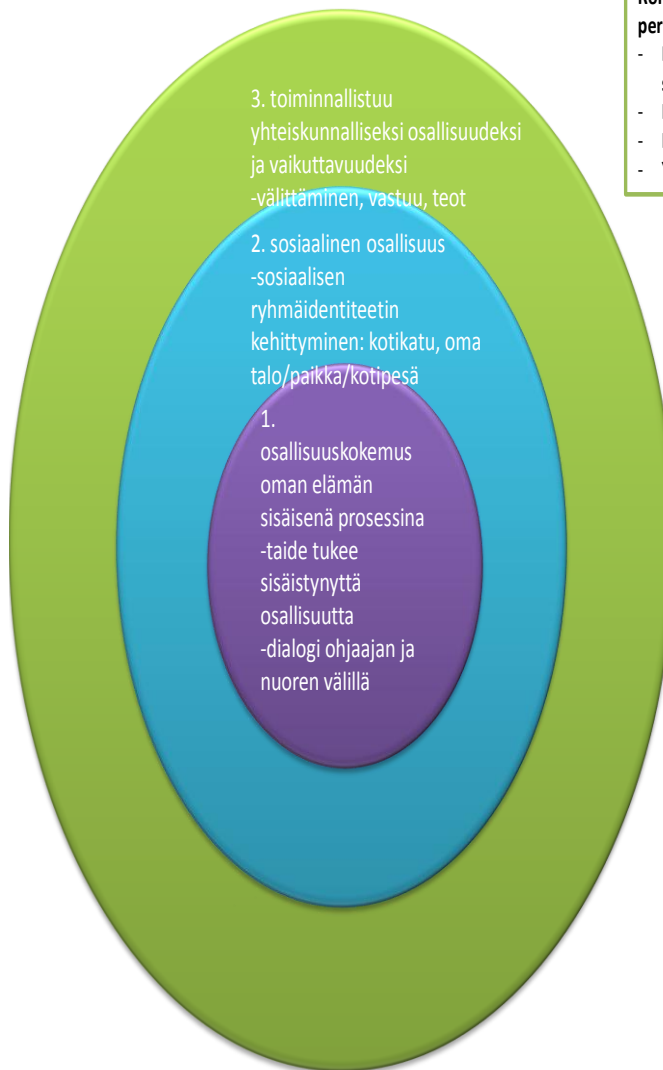 3. toiminnallistuu
yhteiskunnalliseksi osallisuudeksi
ja vaikuttavuudeksi
-välittäminen, vastuu, teot
2. sosiaalinen osallisuus
-sosiaalisen
ryhmäidentiteetin
kehittyminen: kotikatu, oma
talo/paikka/kotipesä
1.
osallisuuskokemus
oman elämän
sisäisenä prosessina
-taide tukee
sisäistynyttä
osallisuutta
-dialogi ohjaajan ja
nuoren välillä